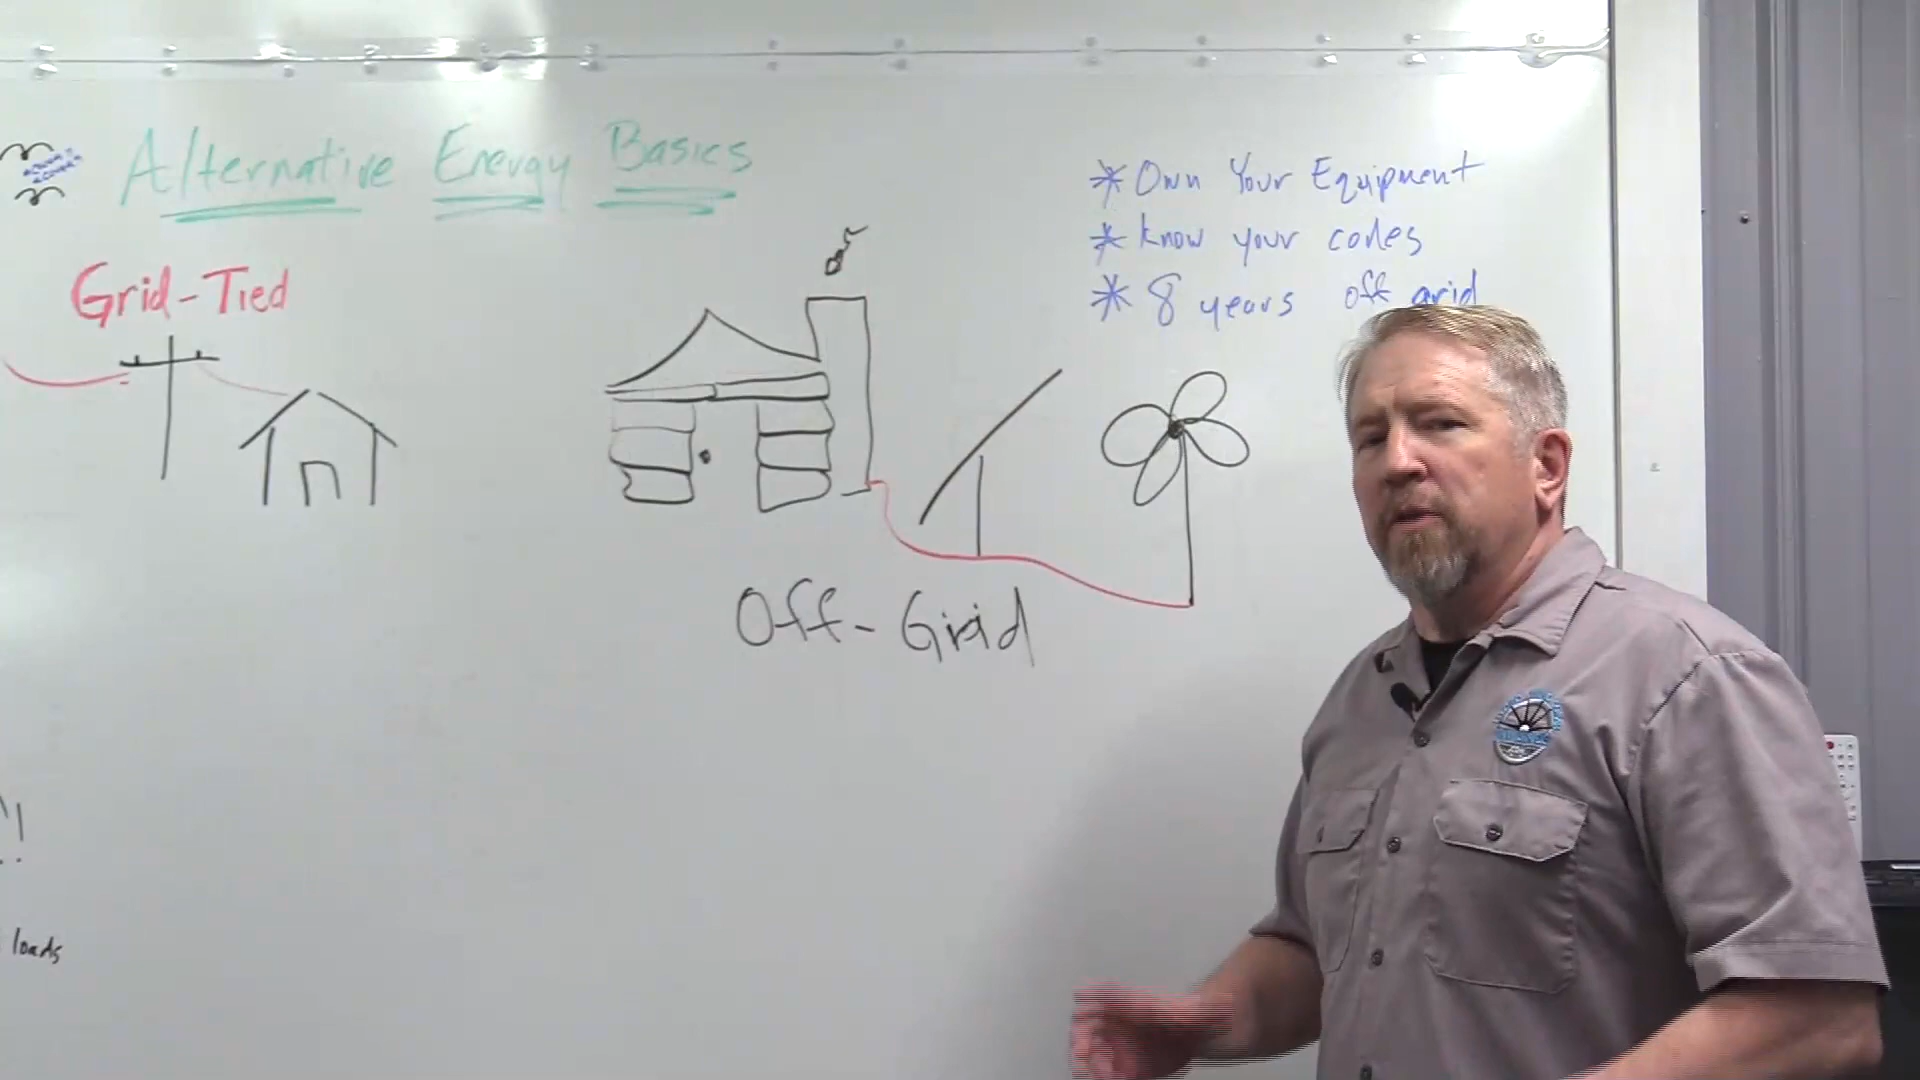 Alternative Energy Basics
Grid-Tied
* Own Your Equipment
* Know your codes
* 8 years off grid
Off-Grid
loads